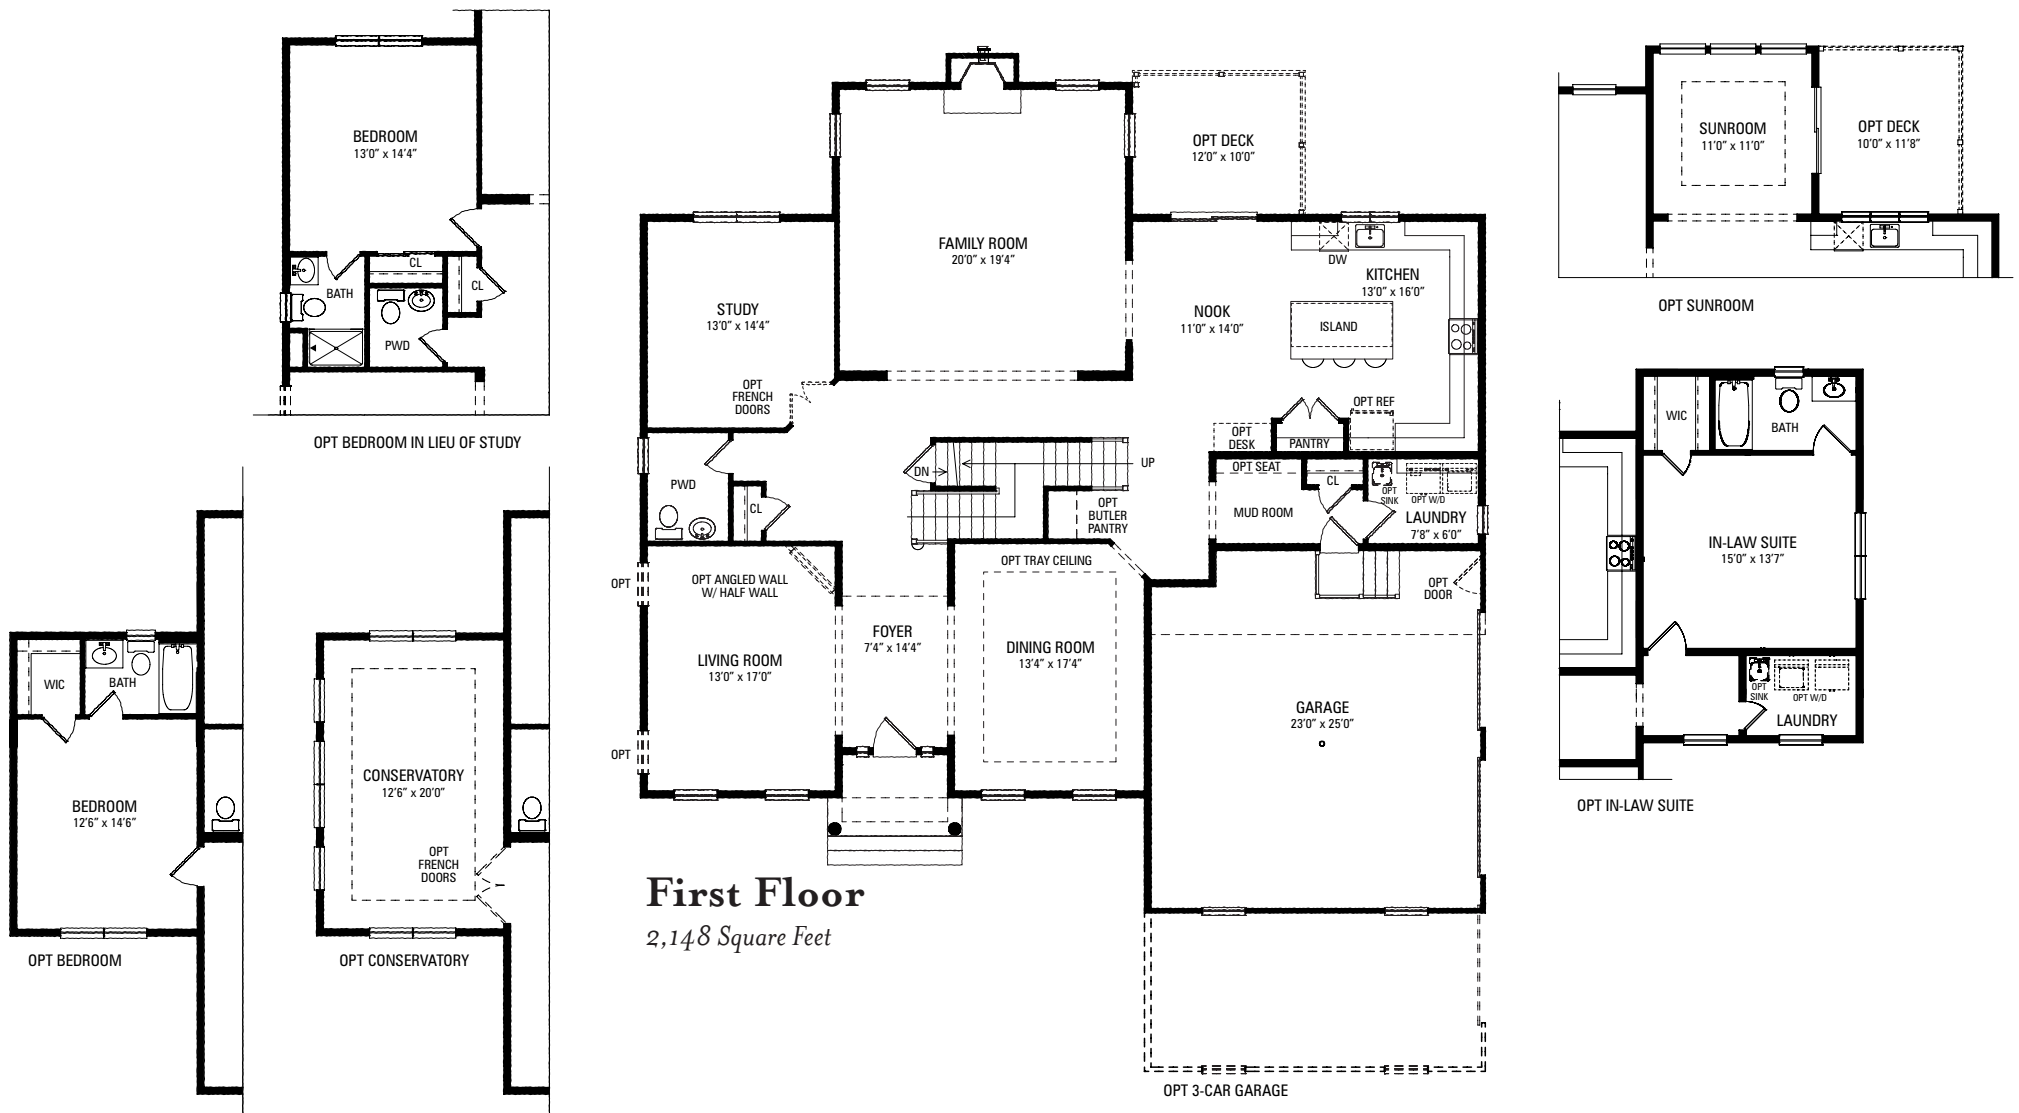 BEDROOM
13'0" x 14'4"
CL
BATH
CL
PWD
OPT BEDROOM IN LIEU OF STUDY
WIC
BATH
BEDROOM
12'6" x 14'6"
OPT BEDROOM
CONSERVATORY
12'6" x 20'0"
OPT
FRENCH
DOORS
OPT CONSERVATORY
OPT DECK
12'0" x 10'0"
FAMILY ROOM
20'0" x 19'4"
STUDY
13'0" x 14'4"
OPT
FRENCH
DOORS
DW
KITCHEN
13'0" x 16'0"
NOOK
11'0" x 14'0"
ISLAND
OPT REF
OPT
DESK
PANTRY
PWD
CL
DN
UP
OPT
BUTLER
PANTRY
OPT SEAT
CL
MUD ROOM
OPT
SINK
OPT W/D
LAUNDRY
7'8" x 6'0"
OPT
OPT ANGLED WALL
W/ HALF WALL
LIVING ROOM
13'0" x 17'0"
OPT
FOYER
7'4" x 14'4"
OPT TRAY CEILING
DINING ROOM
13'4" x 17'4"
OPT
DOOR
GARAGE
23'0" x 25'0"
First Floor
2,148 Square Feet
OPT 3-CAR GARAGE
SUNROOM
11'0" x 11'0"
OPT DECK
10'0" x 11'8"
OPT SUNROOM
WIC
BATH
IN-LAW SUITE
15'0" x 13'7"
OPT
SINK
OPT W/D
LAUNDRY
OPT IN-LAW SUITE